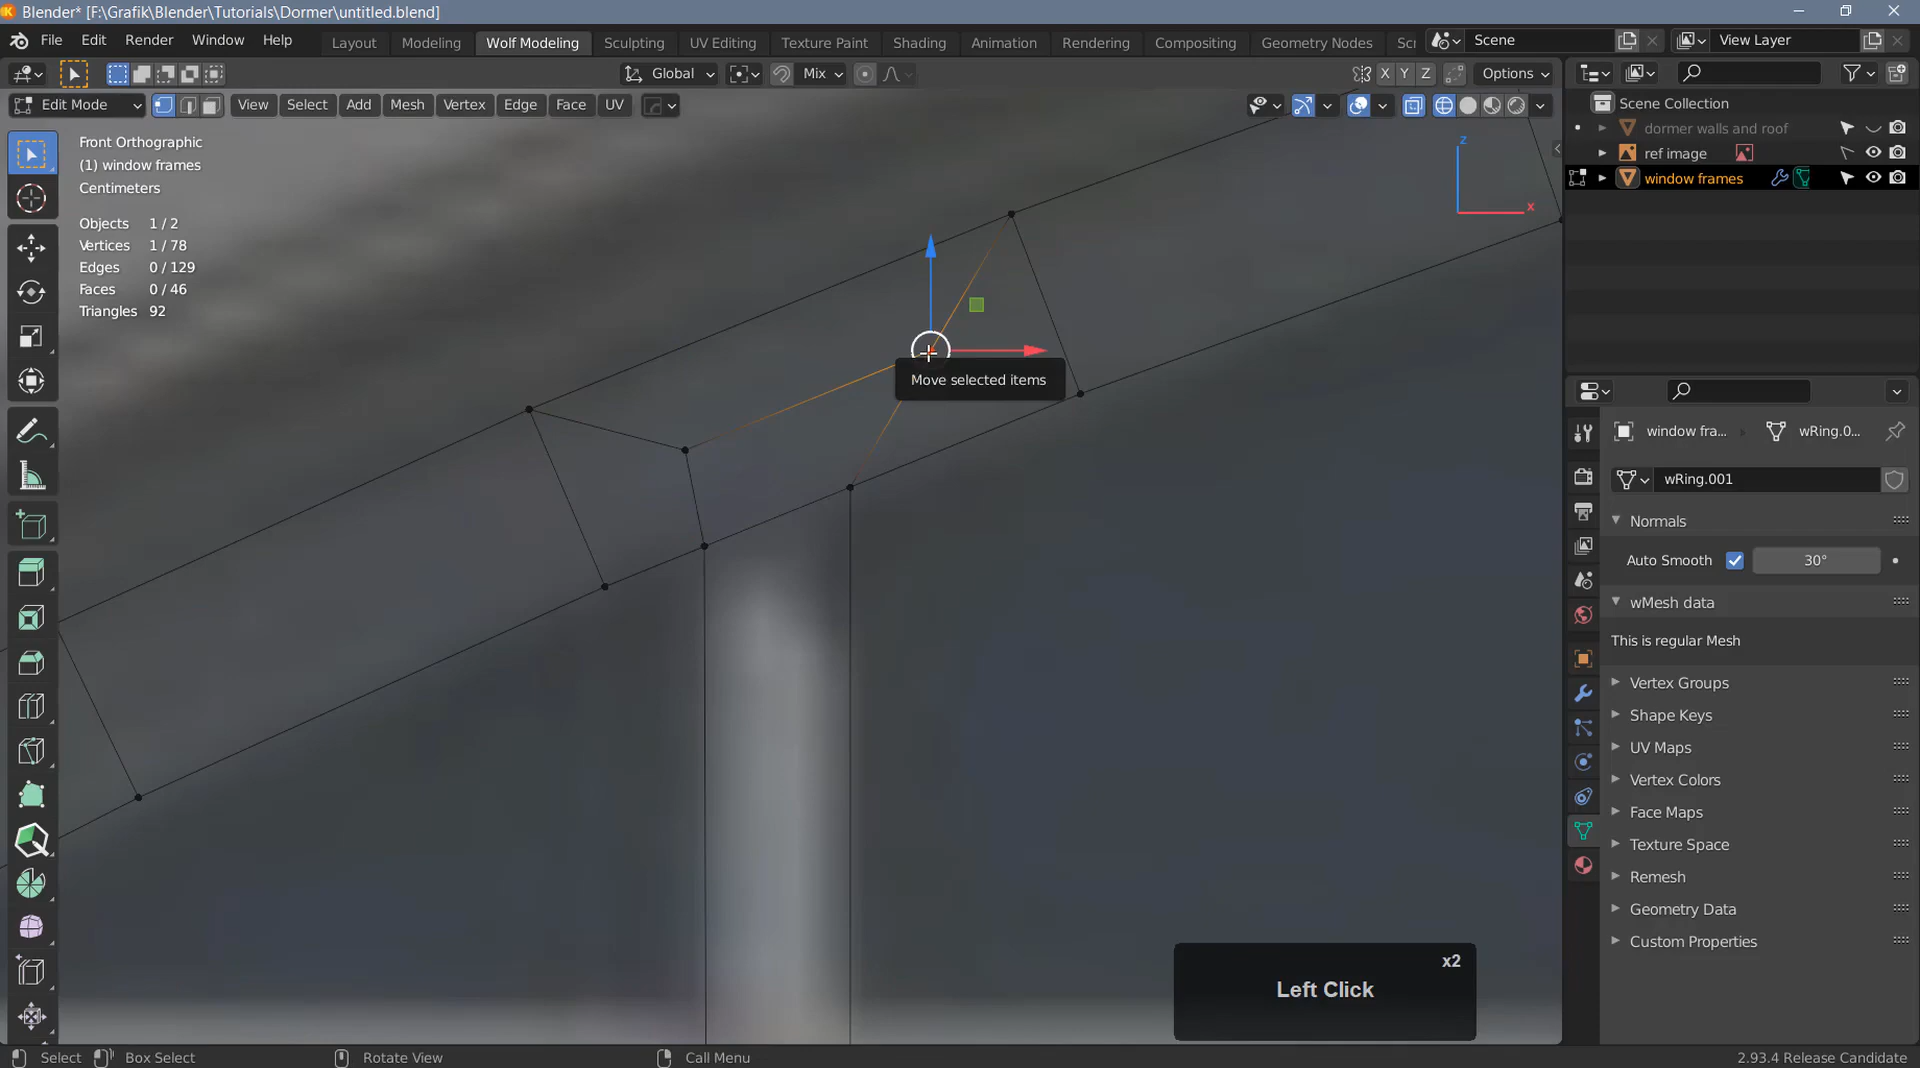 Blender* [F:\Grafik\Blender\Tutorials\Dormer\untitled.blend]
File Edit Render Window Help Layout Modeling Wolf Modeling Sculpting UV Editing Texture Paint Shading Animation Rendering Compositing Geometry Nodes Sc Scene View Layer
Global Mix X Y Z Options
Edit Mode View Select Add Mesh Vertex Edge Face UV
Scene Collection
dormer walls and roof
ref image
window frames
Front Orthographic
(1) window frames
Centimeters
Objects 1 / 2
Vertices 1 / 78
Edges 0 / 129
Faces 0 / 46
Triangles 92
z
x
Move selected items
window fra... wRing.0...
wRing.001
Normals
Auto Smooth 30°
wMesh data
This is regular Mesh
Vertex Groups
Shape Keys
UV Maps
Vertex Colors
Face Maps
Texture Space
Remesh
Geometry Data
Custom Properties
x2
Left Click
Select Box Select Rotate View Call Menu 2.93.4 Release Candidate